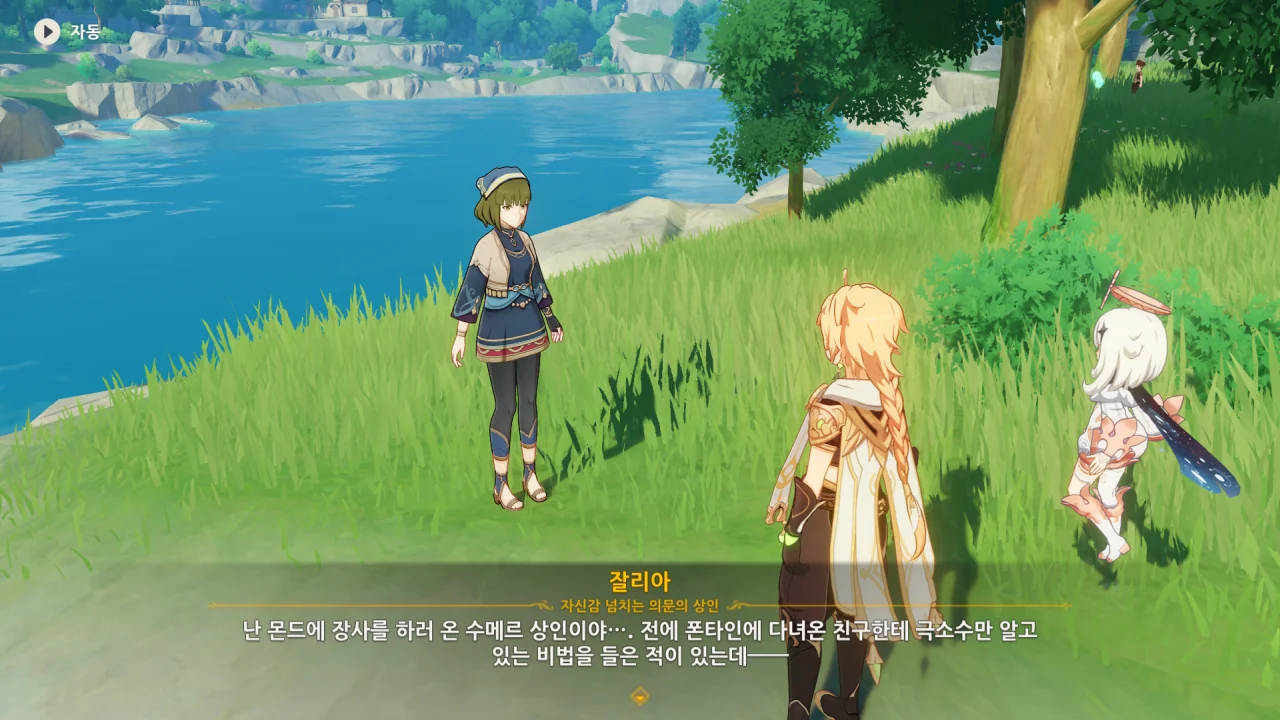 자동
잘리아
자신감 넘치는 의문의 상인
난 몬드에 장사를 하러 온 수메르 상인이야…. 전에 폰타인에 다녀온 친구한테 극소수만 알고
있는 비법을 들은 적이 있는데——